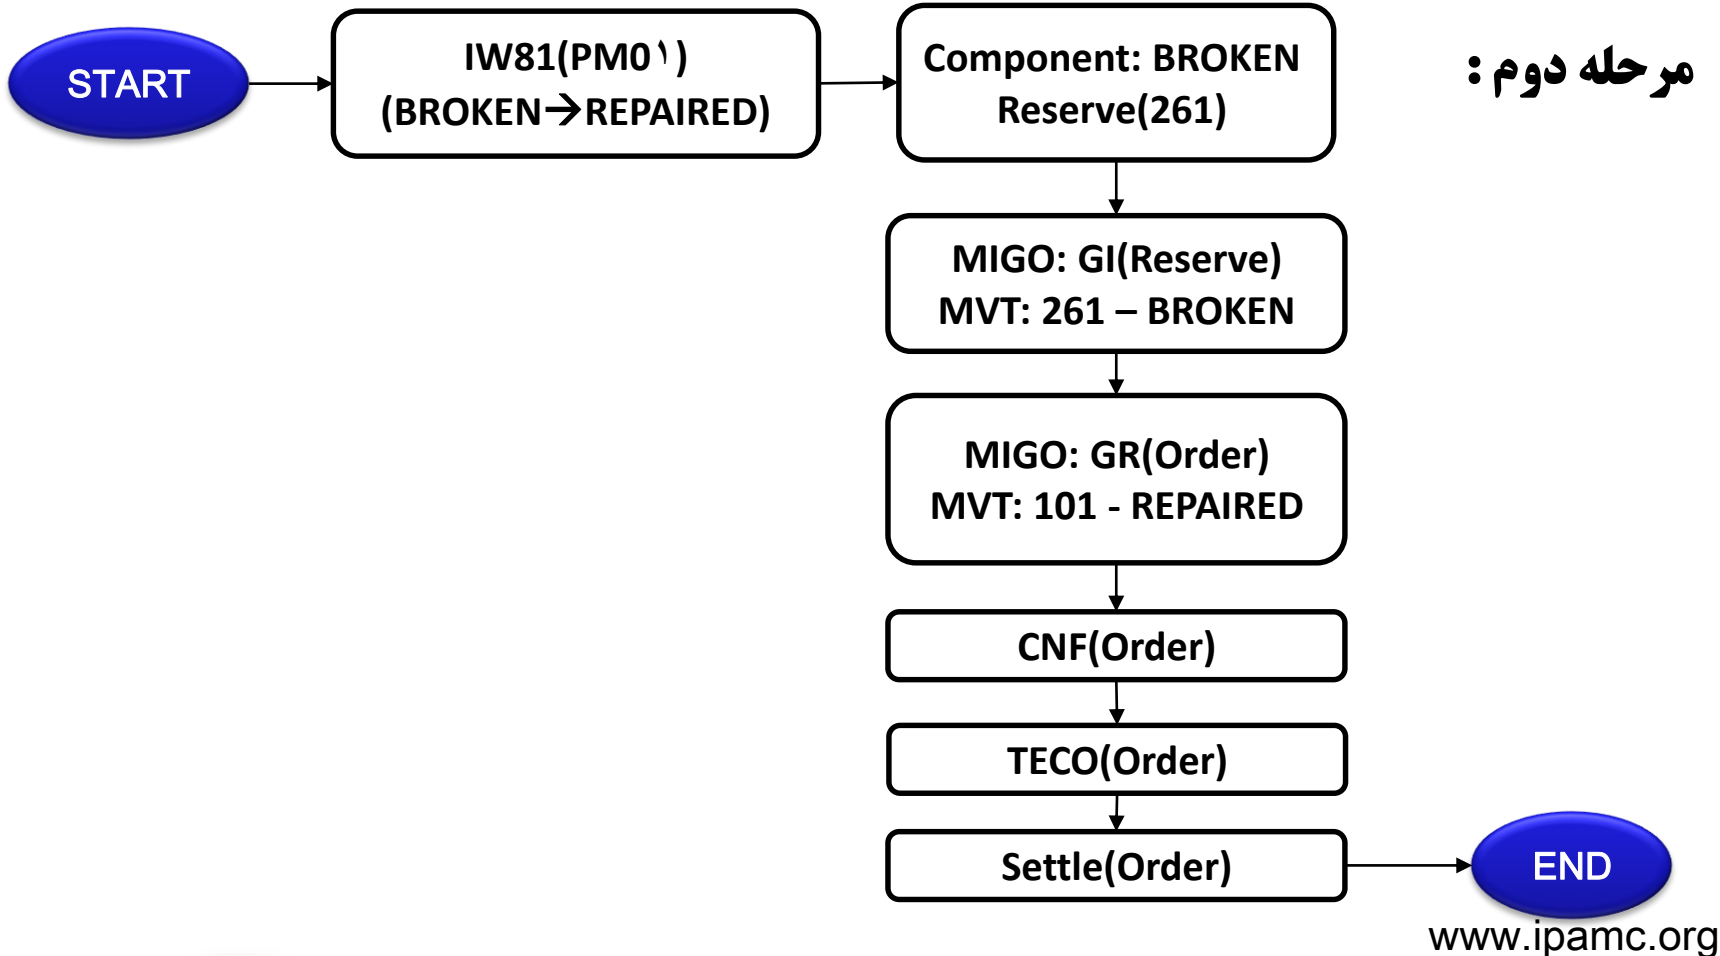 مرحله دوم :
START
IW81(PM0۱)
(BROKEN→REPAIRED)
Component: BROKEN
Reserve(261)
MIGO: GI(Reserve)
MVT: 261 – BROKEN
MIGO: GR(Order)
MVT: 101 - REPAIRED
CNF(Order)
TECO(Order)
Settle(Order)
END
www.ipamc.org